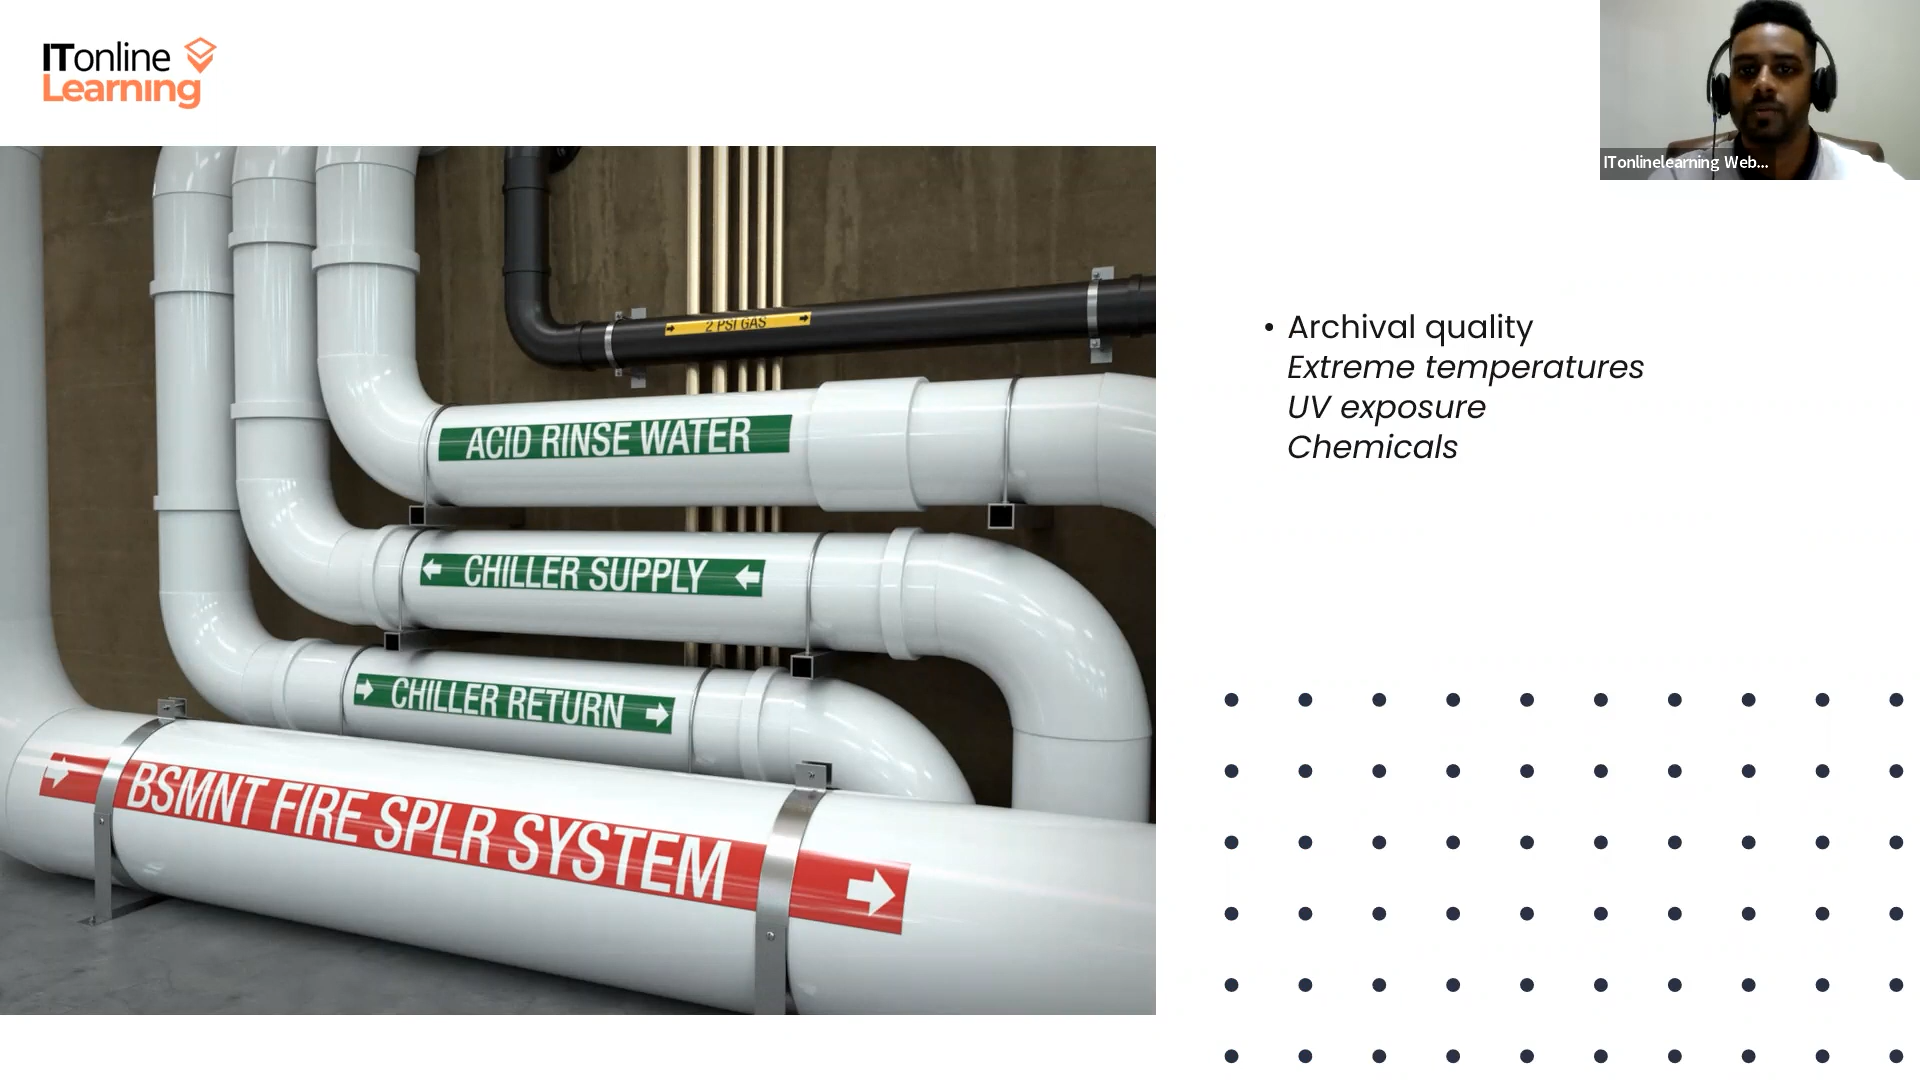 ITonline
Learning
ITonlinelearning Web...
2 PSI GAS
ACID RINSE WATER
CHILLER SUPPLY
CHILLER RETURN
BSMNT FIRE SPLR SYSTEM
• Archival quality
Extreme temperatures
UV exposure
Chemicals